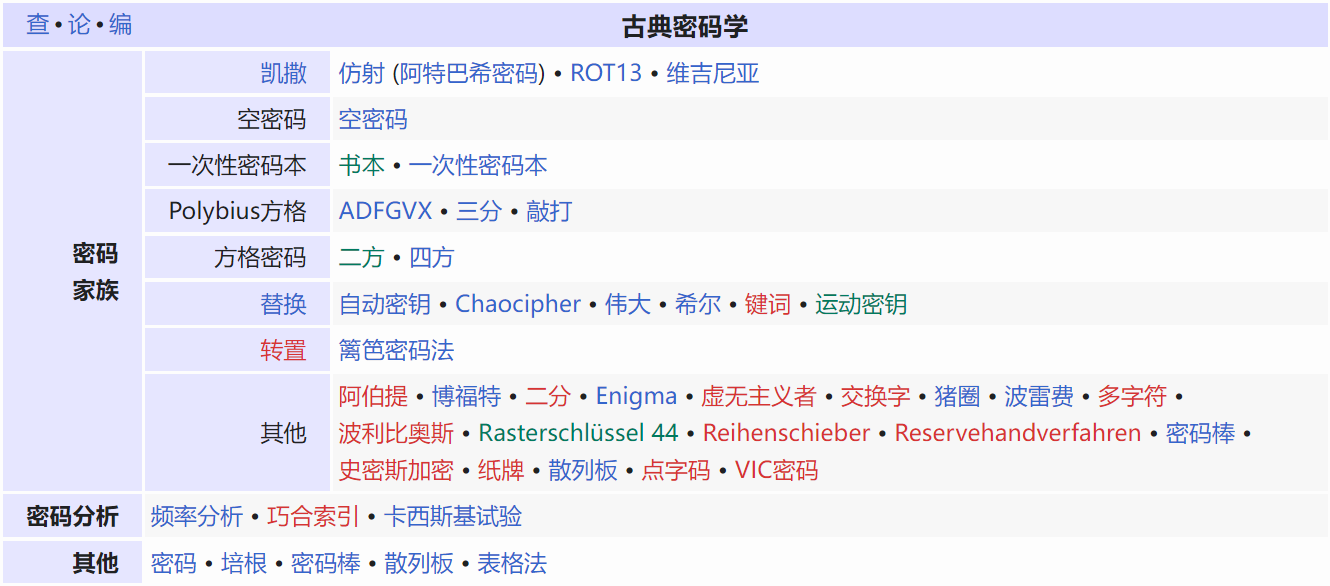 查 • 论 • 编 古典密码学
凯撒 仿射 (阿特巴希密码) • ROT13 • 维吉尼亚
空密码 空密码
一次性密码本 书本 • 一次性密码本
Polybius方格 ADFGVX • 三分 • 敲打
方格密码 二方 • 四方
密码
家族
替换 自动密钥 • Chaocipher • 伟大 • 希尔 • 键词 • 运动密钥
转置 篱笆密码法
其他 阿伯提 • 博福特 • 二分 • Enigma • 虚无主义者 • 交换字 • 猪圈 • 波雷费 • 多字符 •
波利比奥斯 • Rasterschlüssel 44 • Reihenschieber • Reservehandverfahren • 密码棒 •
史密斯加密 • 纸牌 • 散列板 • 点字码 • VIC密码
密码分析 频率分析 • 巧合索引 • 卡西斯基试验
其他 密码 • 培根 • 密码棒 • 散列板 • 表格法